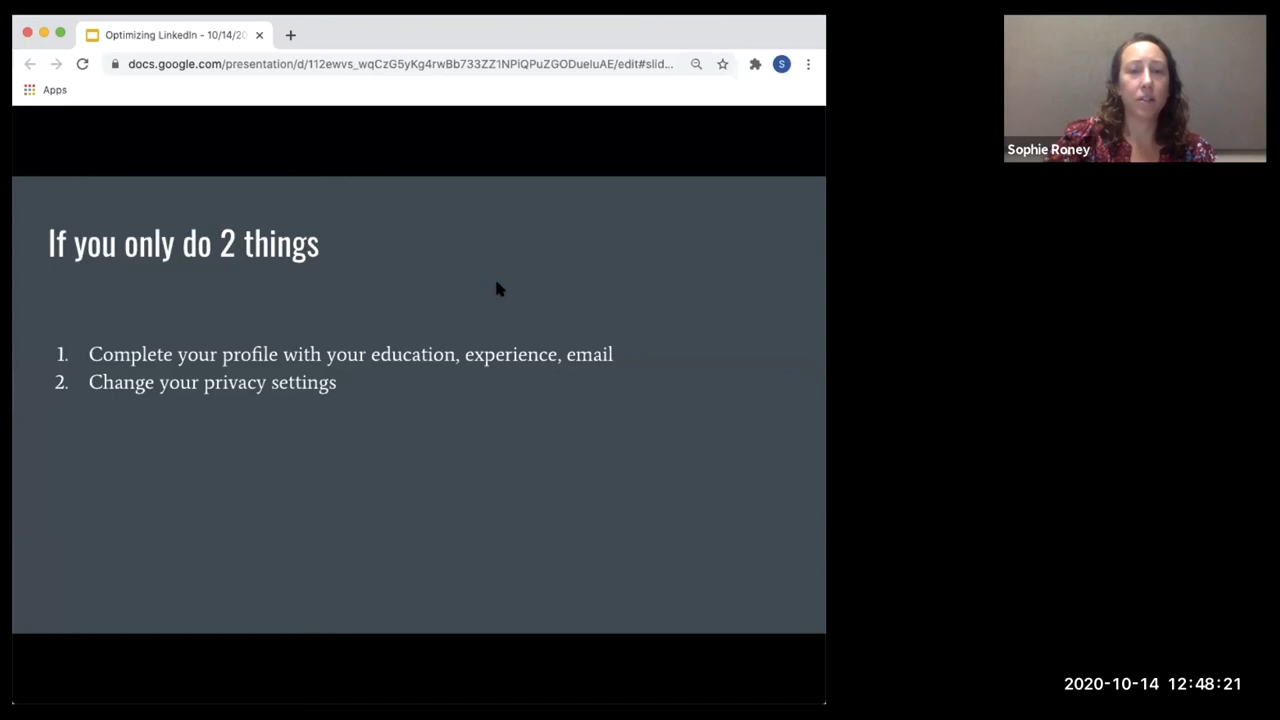 Optimizing LinkedIn - 10/14/20
docs.google.com/presentation/d/112ewvs_wqCzG5yKg4rwBb733ZZ1NPiQPuZGODueluAE/edit#slid...
S
Apps
Sophie Roney
If you only do 2 things
1. Complete your profile with your education, experience, email
2. Change your privacy settings
2020-10-14 12:48:21